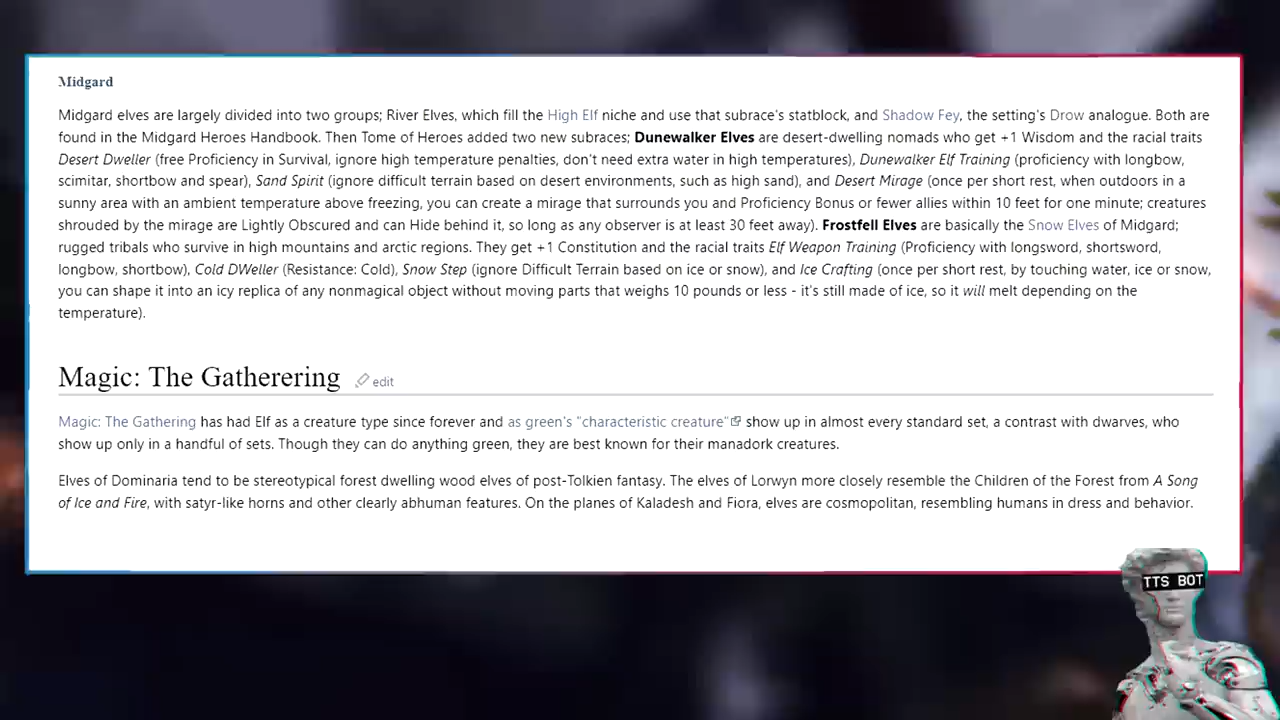 Midgard
Midgard elves are largely divided into two groups; River Elves, which fill the High Elf niche and use that subrace's statblock, and Shadow Fey, the setting's Drow analogue. Both are
found in the Midgard Heroes Handbook. Then Tome of Heroes added two new subraces; Dunewalker Elves are desert-dwelling nomads who get +1 Wisdom and the racial traits
Desert Dweller (free Proficiency in Survival, ignore high temperature penalties, don't need extra water in high temperatures), Dunewalker Elf Training (proficiency with longbow,
scimitar, shortbow and spear), Sand Spirit (ignore difficult terrain based on desert environments, such as high sand), and Desert Mirage (once per short rest, when outdoors in a
sunny area with an ambient temperature above freezing, you can create a mirage that surrounds you and Proficiency Bonus or fewer allies within 10 feet for one minute; creatures
shrouded by the mirage are Lightly Obscured and can Hide behind it, so long as any observer is at least 30 feet away). Frostfell Elves are basically the Snow Elves of Midgard;
rugged tribals who survive in high mountains and arctic regions. They get +1 Constitution and the racial traits Elf Weapon Training (Proficiency with longsword, shortsword,
longbow, shortbow), Cold DWeller (Resistance: Cold), Snow Step (ignore Difficult Terrain based on ice or snow), and Ice Crafting (once per short rest, by touching water, ice or snow,
you can shape it into an icy replica of any nonmagical object without moving parts that weighs 10 pounds or less - it's still made of ice, so it will melt depending on the
temperature).
Magic: The Gatherering edit
Magic: The Gathering has had Elf as a creature type since forever and as green's "characteristic creature" show up in almost every standard set, a contrast with dwarves, who
show up only in a handful of sets. Though they can do anything green, they are best known for their manadork creatures.
Elves of Dominaria tend to be stereotypical forest dwelling wood elves of post-Tolkien fantasy. The elves of Lorwyn more closely resemble the Children of the Forest from A Song
of Ice and Fire, with satyr-like horns and other clearly abhuman features. On the planes of Kaladesh and Fiora, elves are cosmopolitan, resembling humans in dress and behavior.
TTS BOT